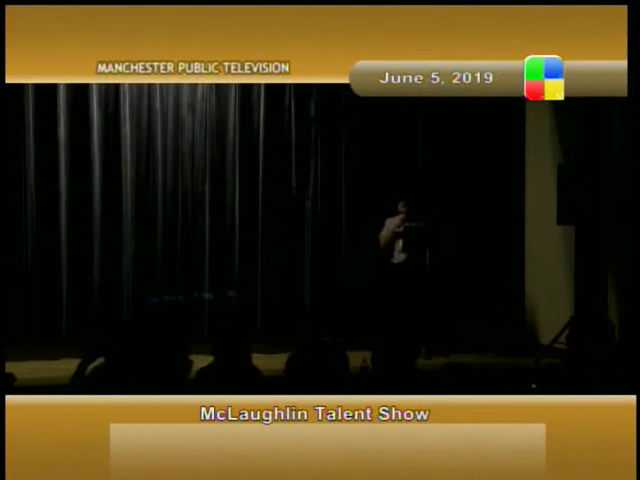 MANCHESTER PUBLIC TELEVISION
June 5, 2019
McLaughlin Talent Show